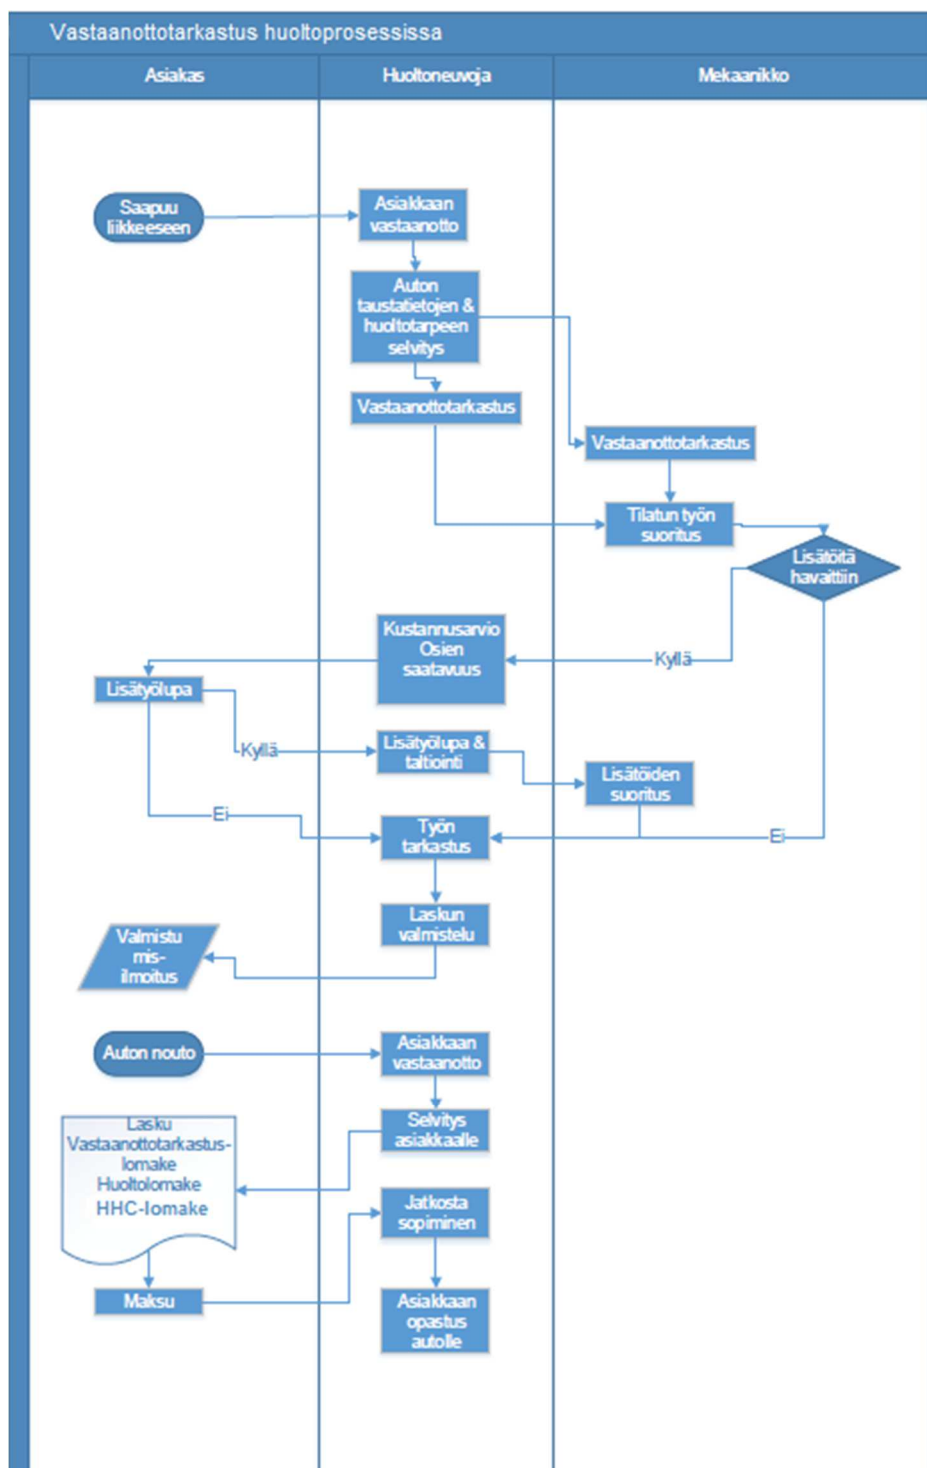 Vastaanottotarkastus huoltoprosessissa
Asiakas
Huoltoneuvoja
Mekaanikko
Saapuu
liikkeeseen
Asiakkaan
vastaanotto
Auton
taustatietojen &
huoltotarpeen
selvitys
Vastaanottotarkastus
Vastaanottotarkastus
Tilatun työn
suoritus
Lisätöitä
havaittiin
Kustannusarvio
Osien
saatavuus
Kyllä
Lisätyölupa
Kyllä
Lisätyölupa &
taltiointi
Lisätöiden
suoritus
Ei
Työn
tarkastus
Ei
Laskun
valmistelu
Valmistu
mis-
ilmoitus
Auton nouto
Asiakkaan
vastaanotto
Selvitys
asiakkaalle
Lasku
Vastaanottotarkastus-
lomake
Huoltolomake
HHC-lomake
Jatkosta
sopiminen
Maksu
Asiakkaan
opastus
autolle